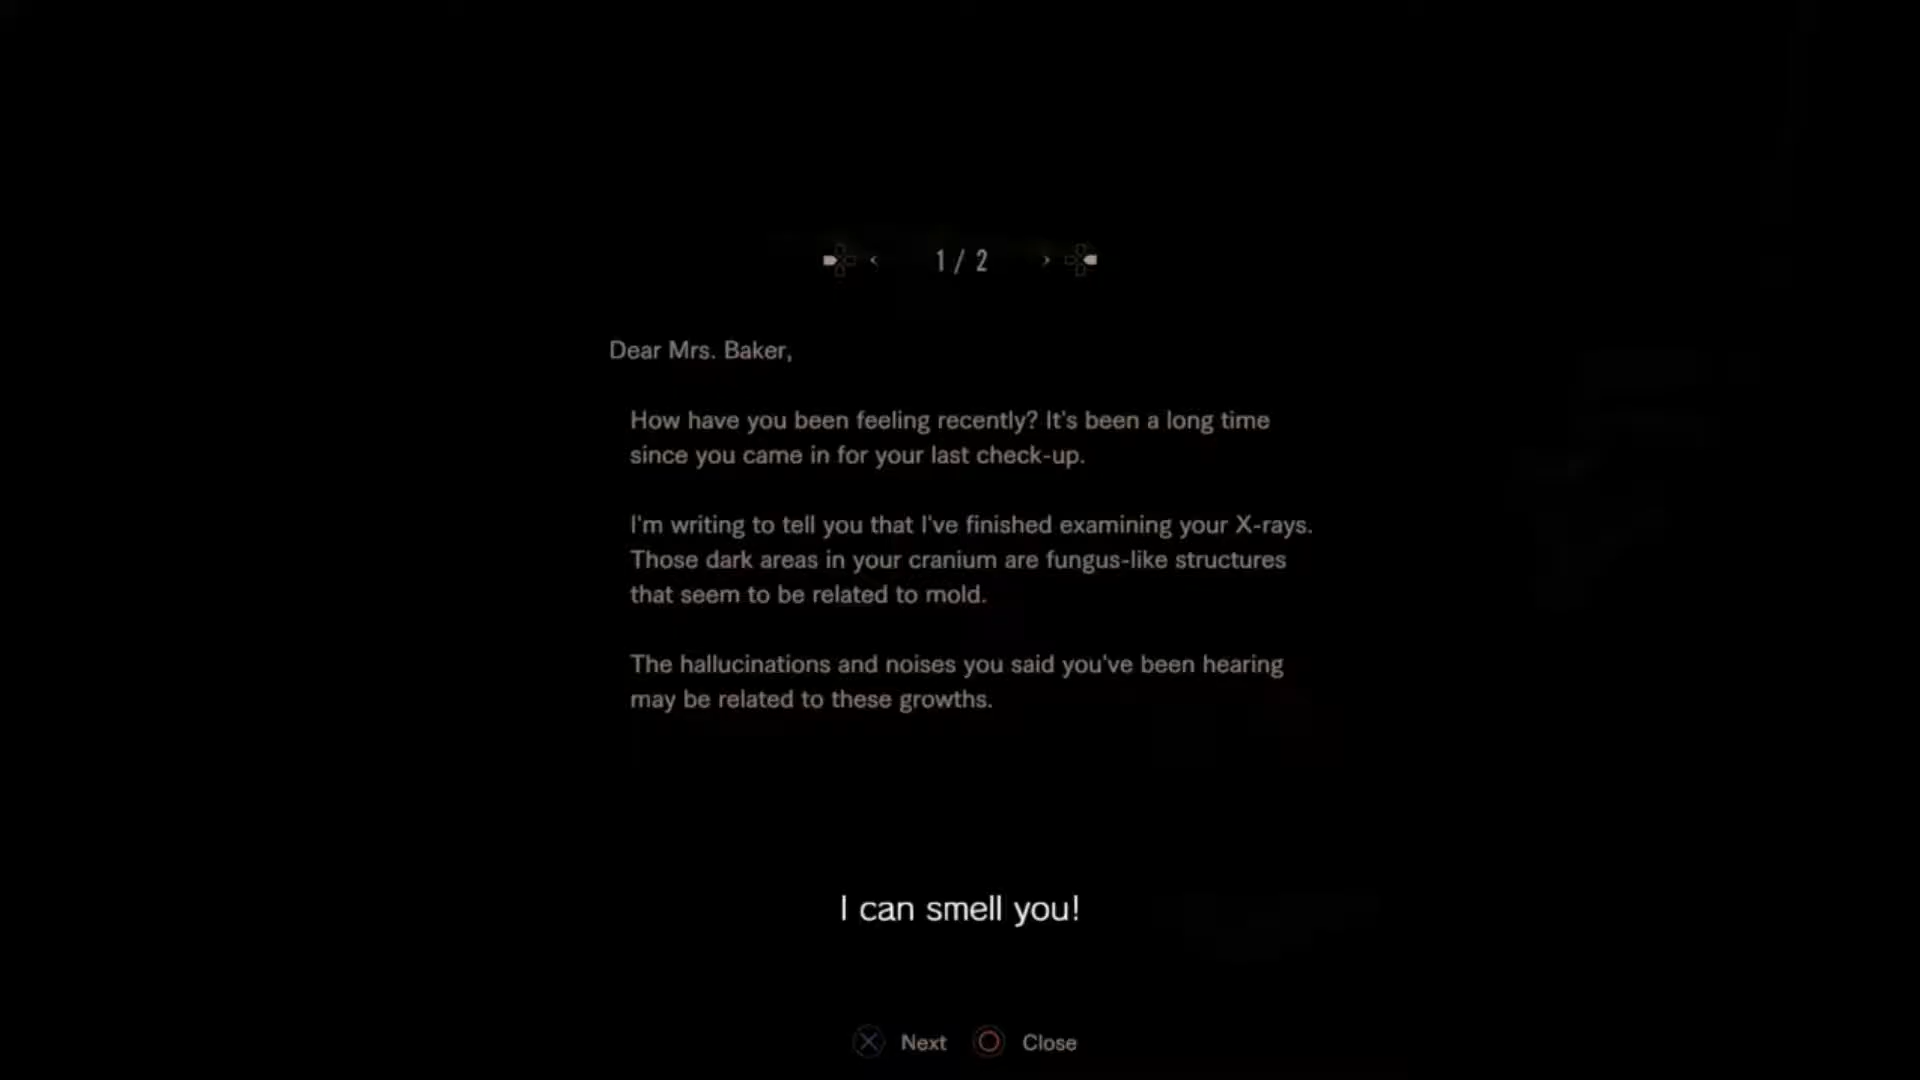 1 / 2
Dear Mrs. Baker,
How have you been feeling recently? It's been a long time
since you came in for your last check-up.
I'm writing to tell you that I've finished examining your X-rays.
Those dark areas in your cranium are fungus-like structures
that seem to be related to mold.
The hallucinations and noises you said you've been hearing
may be related to these growths.
I can smell you!
Next Close